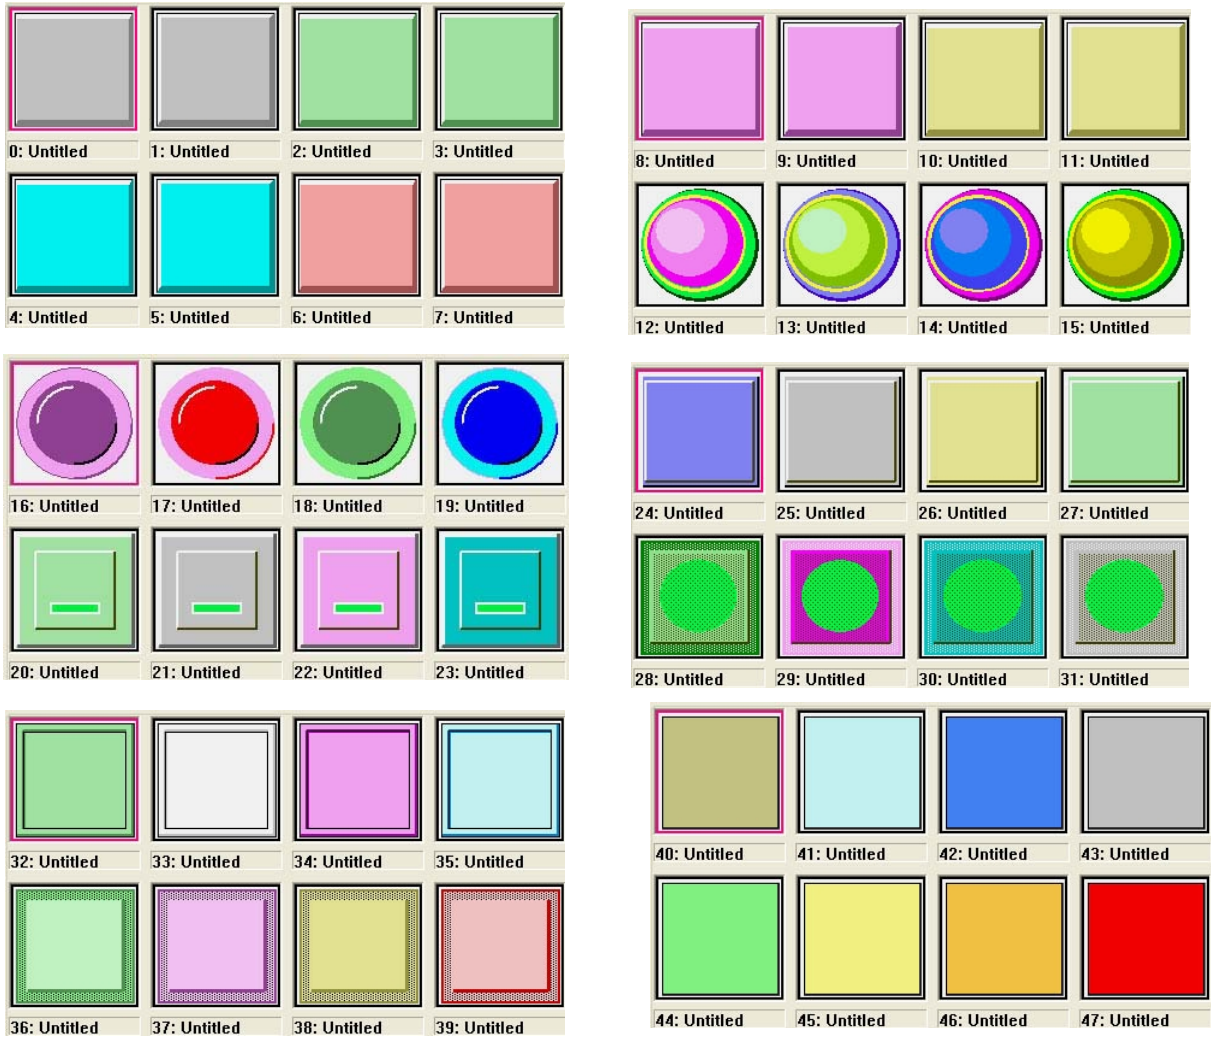 0: Untitled
1: Untitled
2: Untitled
3: Untitled
4: Untitled
5: Untitled
6: Untitled
7: Untitled
8: Untitled
9: Untitled
10: Untitled
11: Untitled
12: Untitled
13: Untitled
14: Untitled
15: Untitled
16: Untitled
17: Untitled
18: Untitled
19: Untitled
20: Untitled
21: Untitled
22: Untitled
23: Untitled
24: Untitled
25: Untitled
26: Untitled
27: Untitled
28: Untitled
29: Untitled
30: Untitled
31: Untitled
32: Untitled
33: Untitled
34: Untitled
35: Untitled
36: Untitled
37: Untitled
38: Untitled
39: Untitled
40: Untitled
41: Untitled
42: Untitled
43: Untitled
44: Untitled
45: Untitled
46: Untitled
47: Untitled